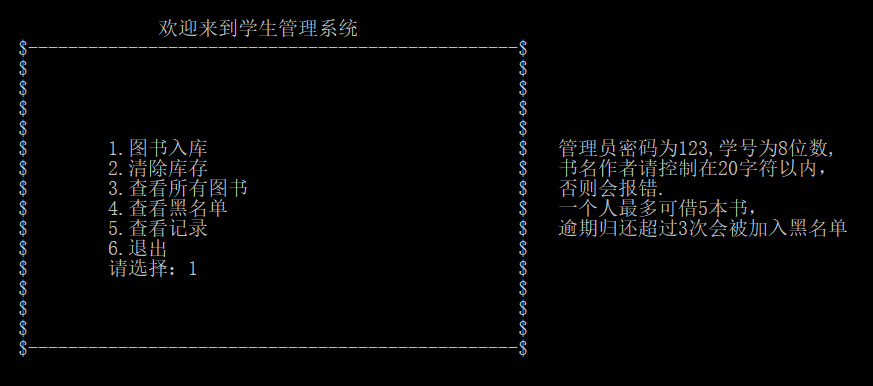 欢迎来到学生管理系统
$--------------------------------------------------$
$ $
$ $
$ $
$ $
$ 1.图书入库 $ 管理员密码为123,学号为8位数,
$ 2.清除库存 $ 书名作者请控制在20字符以内,
$ 3.查看所有图书 $ 否则会报错.
$ 4.查看黑名单 $ 一个人最多可借5本书,
$ 5.查看记录 $ 逾期归还超过3次会被加入黑名单
$ 6.退出 $
$ 请选择: 1 $
$ $
$ $
$ $
$--------------------------------------------------$